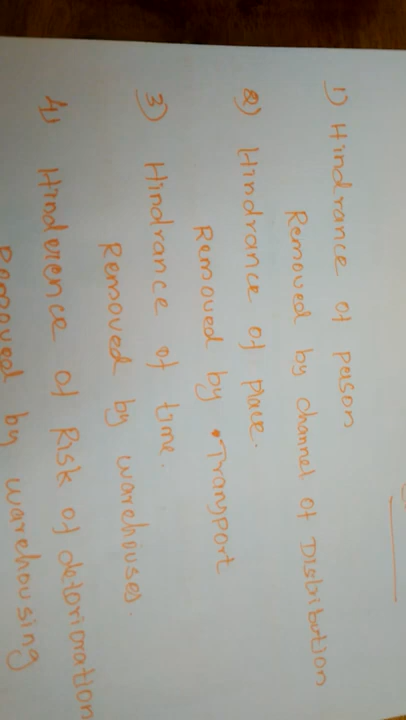 1) Hindrance of person
Removed by channel of Distribution
2) Hindrance of place.
Removed by Transport
3) Hindrance of time.
Removed by warehouses.
4) Hinderence of Risk of detorioration
Removed by warehousing